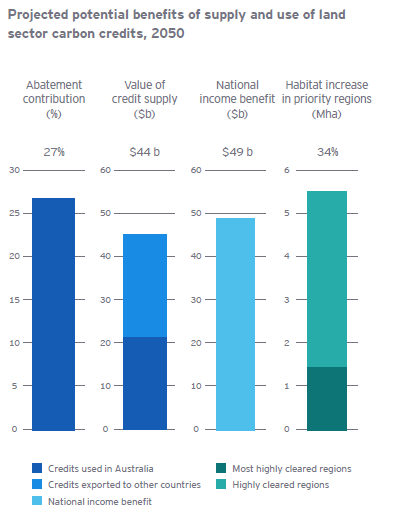 Projected potential benefits of supply and use of land
sector carbon credits, 2050
Abatement
contribution
(%)
Value of
credit supply
($b)
National
income benefit
($b)
Habitat increase
in priority regions
(Mha)
27%
$44 b
$49 b
34%
30
25
20
15
10
5
0
60
50
40
30
20
10
0
60
50
40
30
20
10
0
6
5
4
3
2
1
0
Credits used in Australia
Credits exported to other countries
National income benefit
Most highly cleared regions
Highly cleared regions